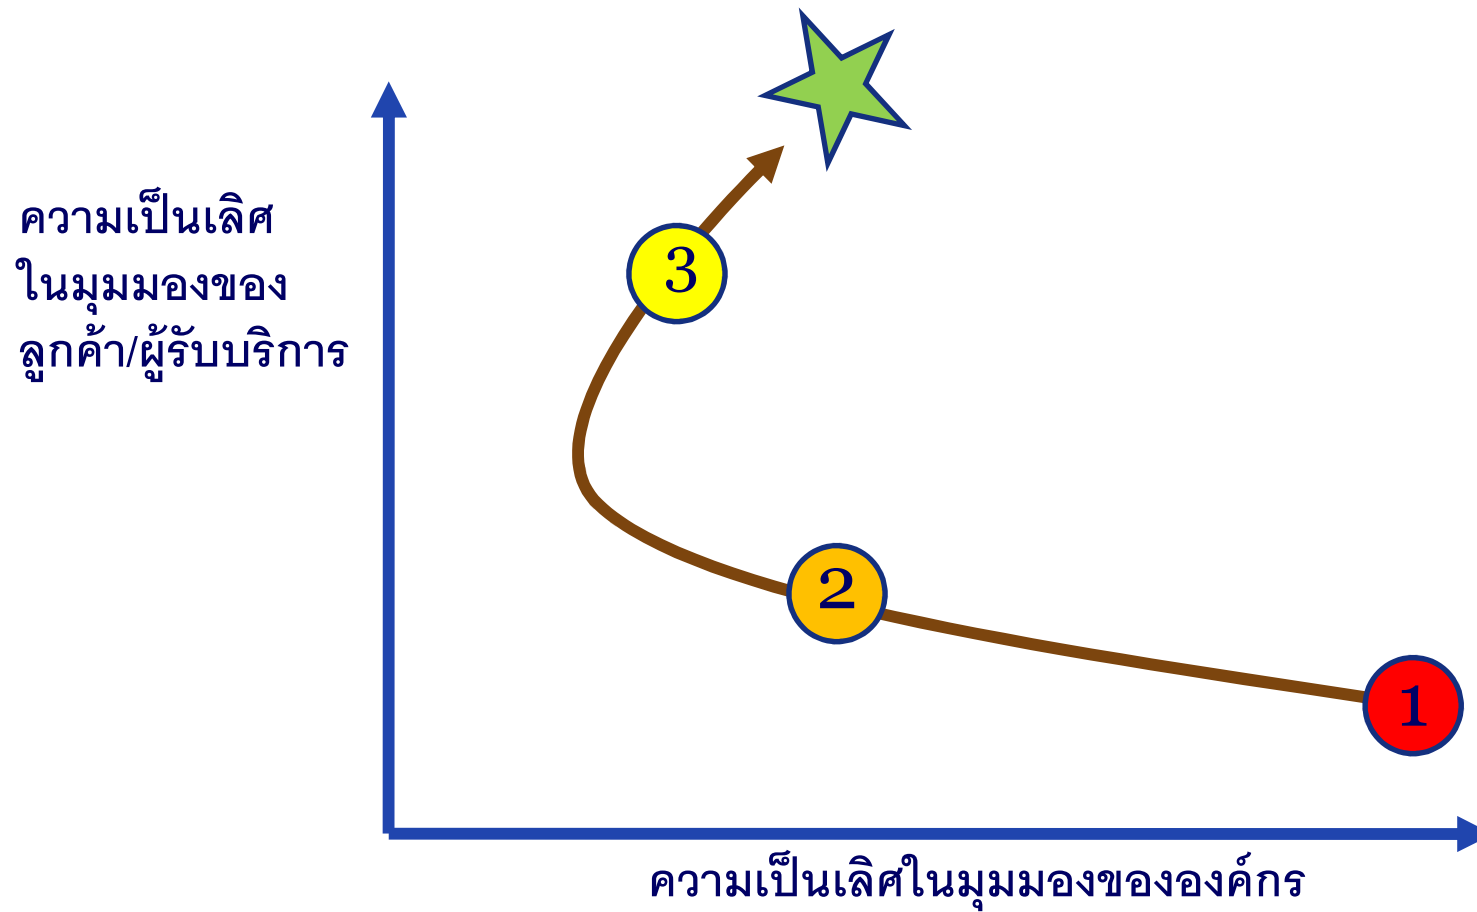 ความเป็นเลิศ
ในมุมมองของ
ลูกค้า/ผู้รับบริการ
3
2
1
ความเป็นเลิศในมุมมองขององค์กร